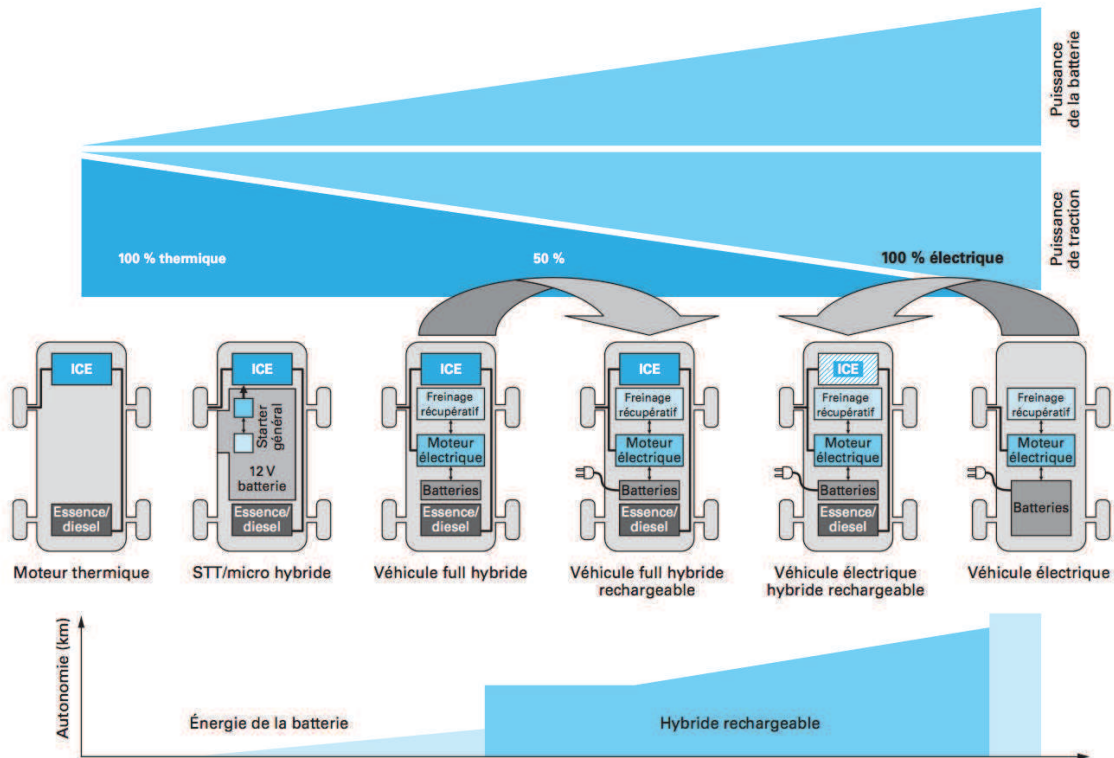 Puissance
de la batterie
Puissance
de traction
100 % thermique
50 %
100 % électrique
ICE
ICE
Starter
général
12 V
batterie
ICE
Freinage
récupératif
Moteur
électrique
Batteries
ICE
Freinage
récupératif
Moteur
électrique
Batteries
ICE
Freinage
récupératif
Moteur
électrique
Batteries
Freinage
récupératif
Moteur
électrique
Batteries
Essence/
diesel
Essence/
diesel
Essence/
diesel
Essence/
diesel
Essence/
diesel
Moteur thermique
STT/micro hybride
Véhicule full hybride
Véhicule full hybride
rechargeable
Véhicule électrique
hybride rechargeable
Véhicule électrique
Autonomie (km)
Énergie de la batterie
Hybride rechargeable